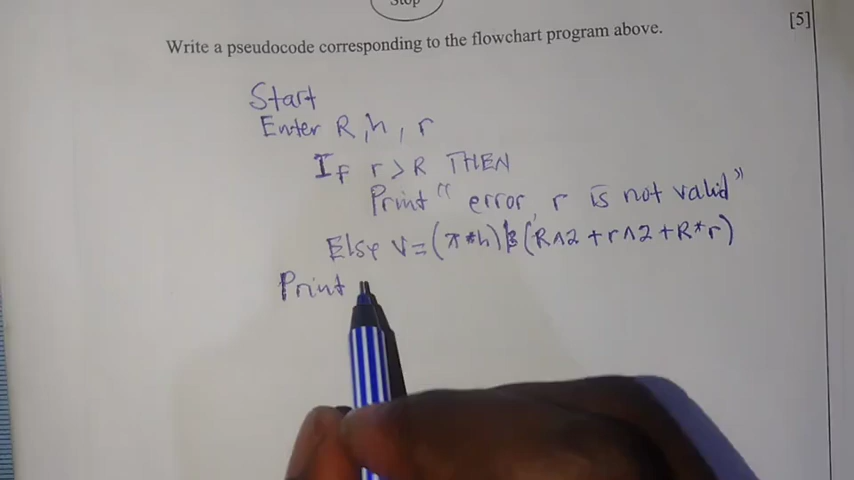 Stop
Write a pseudocode corresponding to the flowchart program above.
[5]
Start
Enter R, h, r
If r > R THEN
Print " error, r is not valid"
Else V = (π*h)/3 (R^2 + r^2 + R*r)
Print